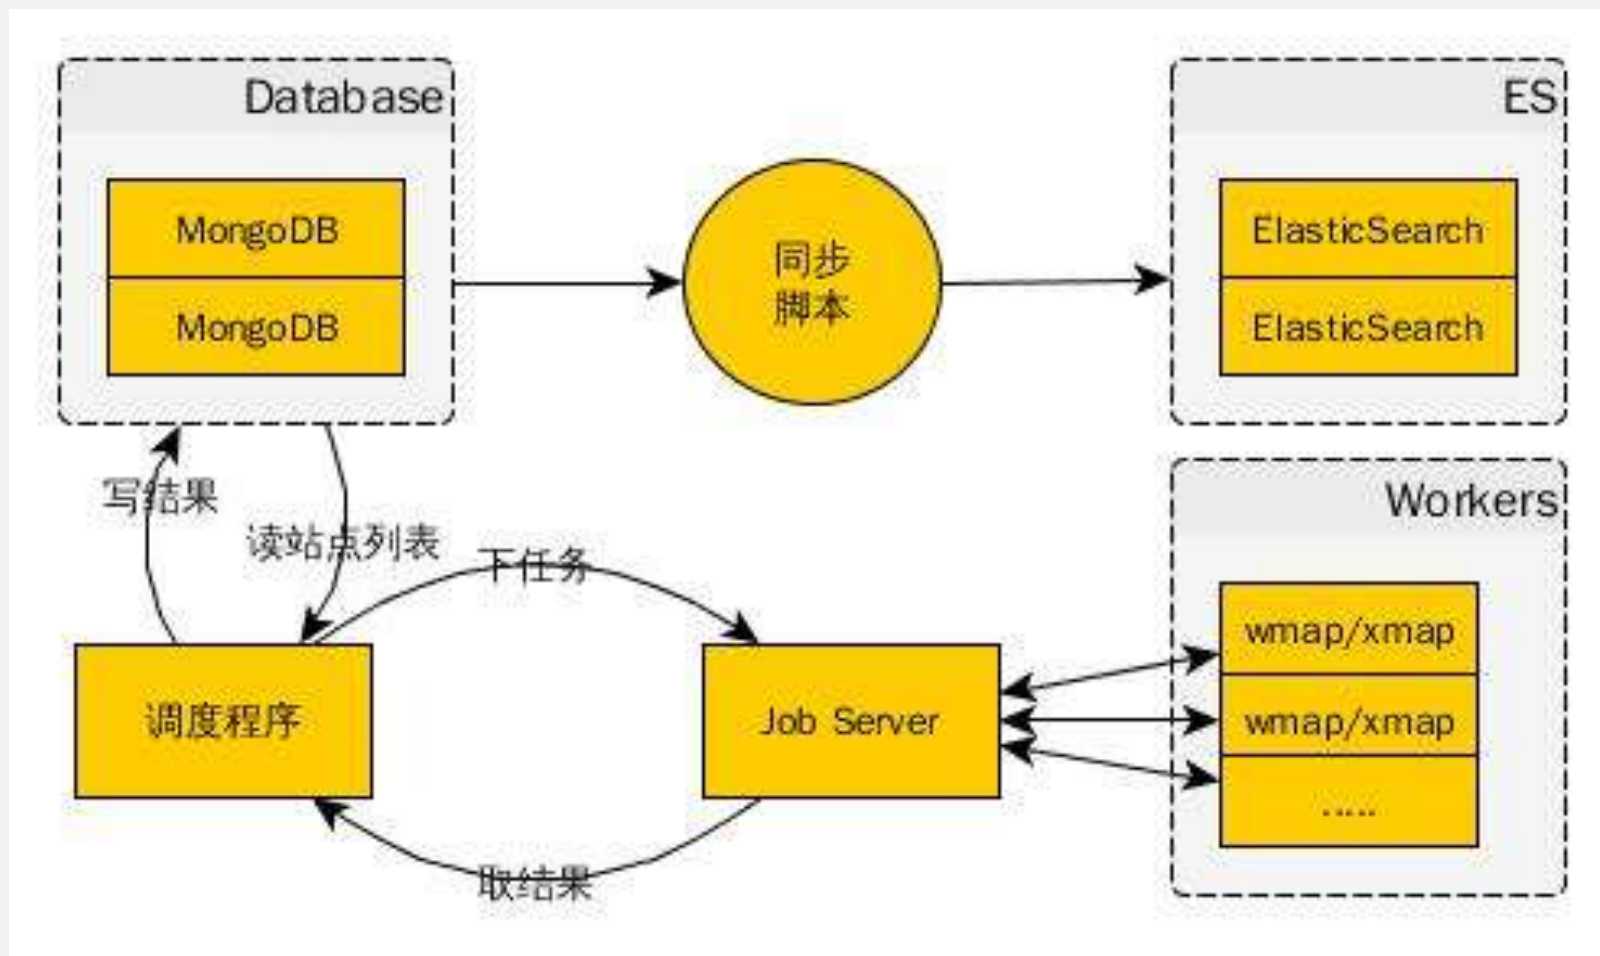 Database
ES
MongoDB
MongoDB
同步
脚本
ElasticSearch
ElasticSearch
写结果
读站点列表
下任务
Workers
调度程序
Job Server
wmap/xmap
wmap/xmap
.....
取结果